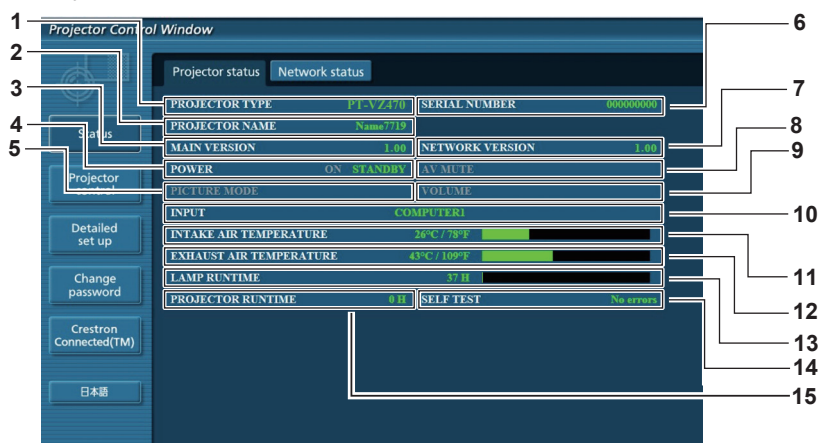 Projector Control Window
1
2
3
4
5
6
7
8
9
10
11
12
13
14
15
Projector status Network status
PROJECTOR TYPE PT-VZ470 SERIAL NUMBER 000000000
PROJECTOR NAME Name7719
MAIN VERSION 1.00 NETWORK VERSION 1.00
POWER ON STANDBY AV MUTE
PICTURE MODE VOLUME
INPUT COMPUTER1
INTAKE AIR TEMPERATURE 26°C / 78°F
EXHAUST AIR TEMPERATURE 43°C / 109°F
LAMP RUNTIME 37 H
PROJECTOR RUNTIME 0 H SELF TEST No errors
Status
Projector
control
Detailed
set up
Change
password
Crestron
Connected(TM)
日本語